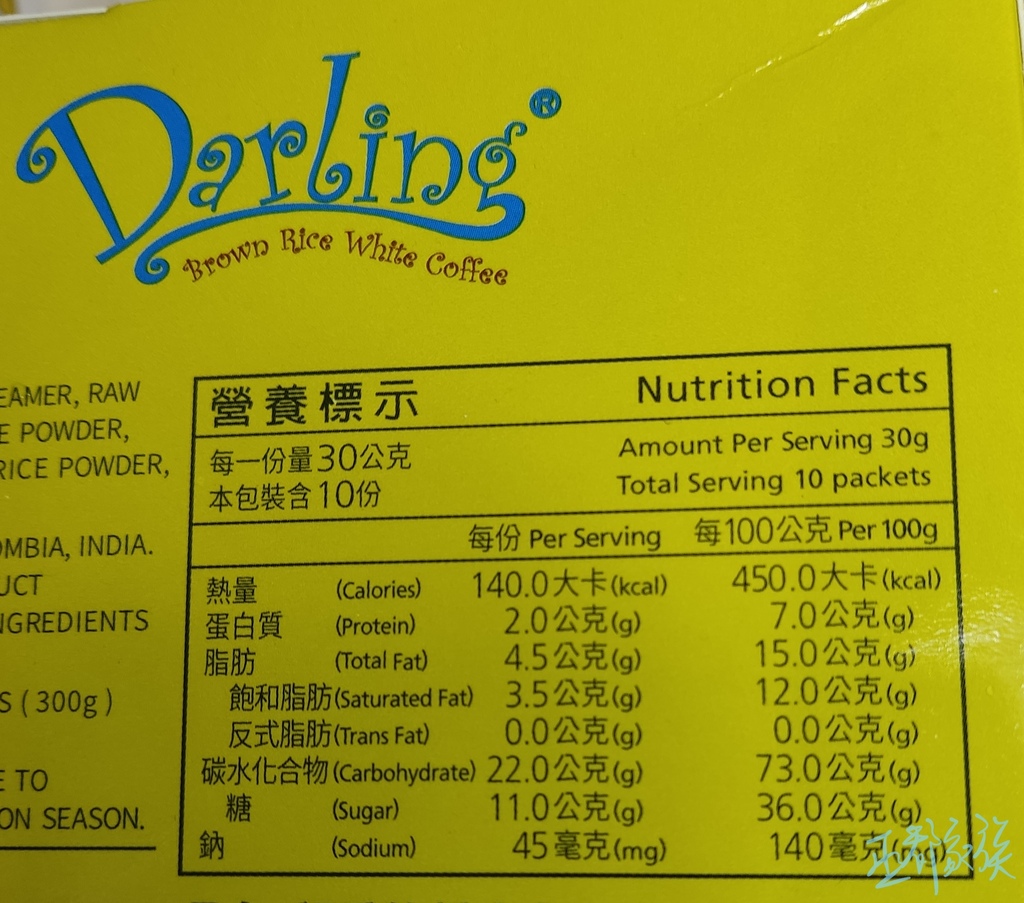 Darling®
Brown Rice White Coffee
EAMER, RAW
E POWDER,
RICE POWDER,
OMBIA, INDIA.
UCT
NGREDIENTS
S ( 300g )
E TO
ON SEASON.
營養標示 Nutrition Facts
每一份量30公克 Amount Per Serving 30g
本包裝含10份 Total Serving 10 packets
每份 Per Serving 每100公克 Per 100g
熱量 (Calories) 140.0大卡(kcal) 450.0大卡(kcal)
蛋白質 (Protein) 2.0公克(g) 7.0公克(g)
脂肪 (Total Fat) 4.5公克(g) 15.0公克(g)
飽和脂肪(Saturated Fat) 3.5公克(g) 12.0公克(g)
反式脂肪(Trans Fat) 0.0公克(g) 0.0公克(g)
碳水化合物(Carbohydrate) 22.0公克(g) 73.0公克(g)
糖 (Sugar) 11.0公克(g) 36.0公克(g)
鈉 (Sodium) 45毫克(mg) 140毫克(mg)